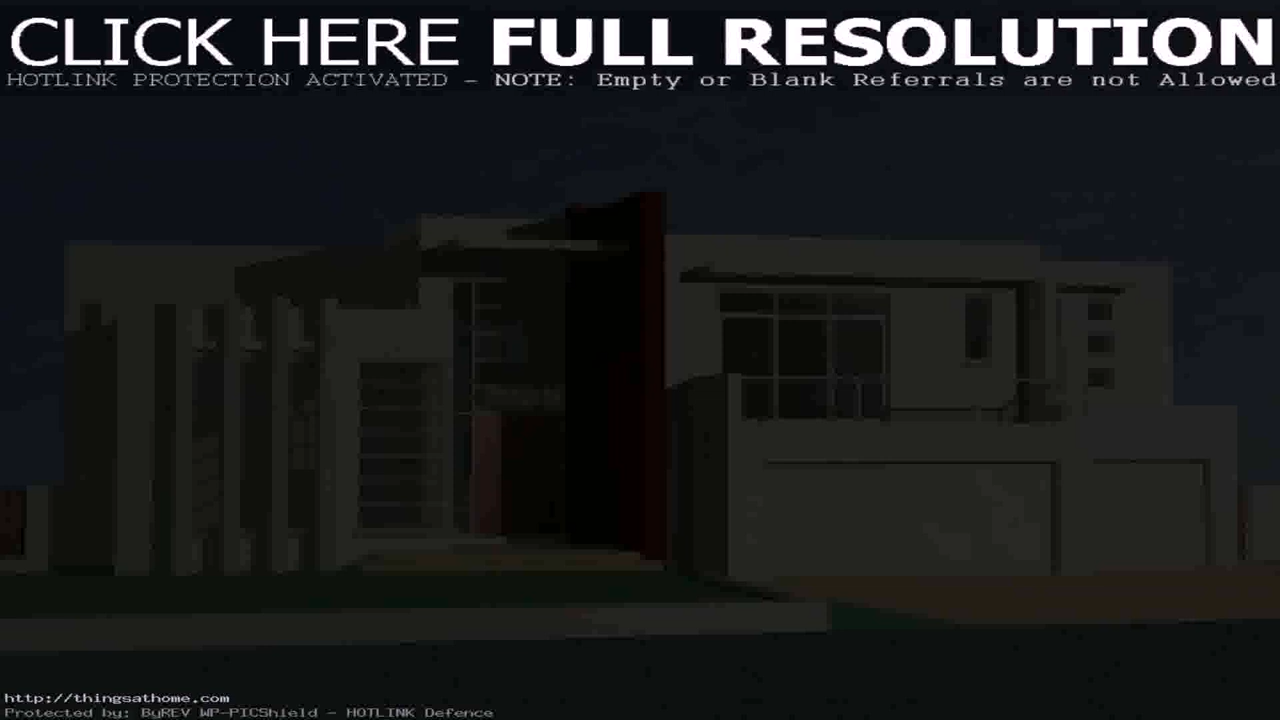 CLICK HERE FULL RESOLUTION
HOTLINK PROTECTION ACTIVATED - NOTE: Empty or Blank Referrals are not Allowed
http://thingsathome.com
Protected by: ByREV WP-PICShield - HOTLINK Defence